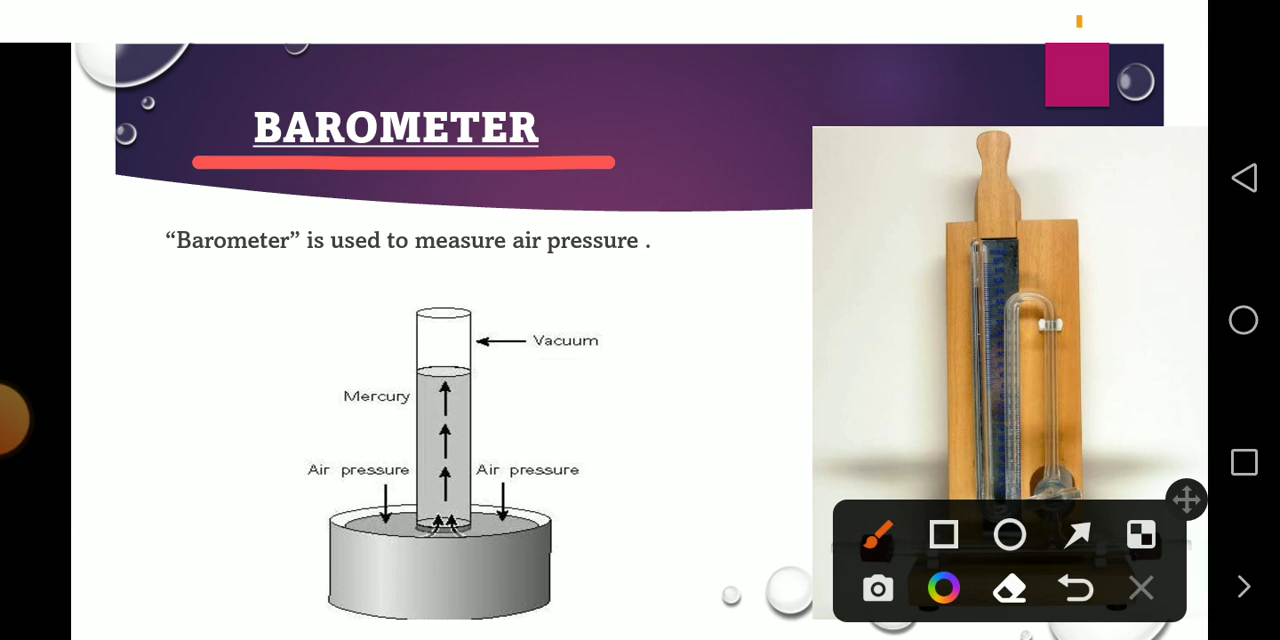 BAROMETER
“Barometer” is used to measure air pressure .
Vacuum
Mercury
Air pressure
Air pressure